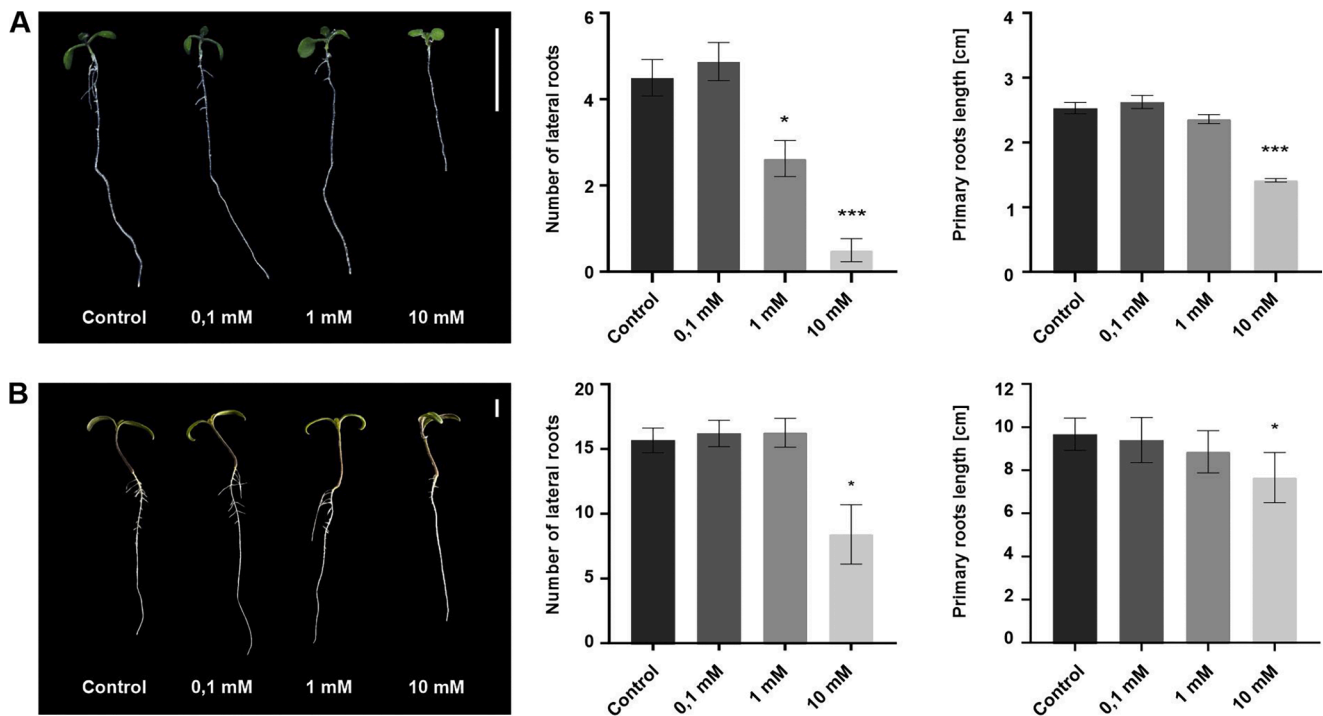 A
Control
0,1 mM
1 mM
10 mM
Number of lateral roots
6
4
2
0
*
***
Control
0,1 mM
1 mM
10 mM
Primary roots length [cm]
4
3
2
1
0
***
Control
0,1 mM
1 mM
10 mM
B
Control
0,1 mM
1 mM
10 mM
Number of lateral roots
20
15
10
5
0
*
Control
0,1 mM
1 mM
10 mM
Primary roots length [cm]
12
10
8
6
4
2
0
*
Control
0,1 mM
1 mM
10 mM